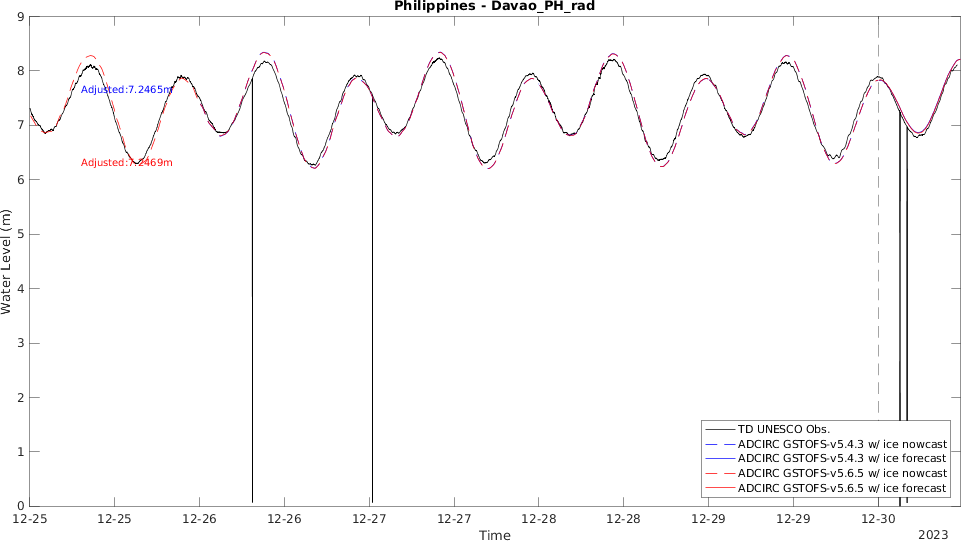 Philippines - Davao_PH_rad
9
8
7
6
5
4
3
2
1
0
Water Level (m)
Adjusted:7.2465m
Adjusted:7.2469m
TD UNESCO Obs.
ADCIRC GSTOFS-v5.4.3 w/ ice nowcast
ADCIRC GSTOFS-v5.4.3 w/ ice forecast
ADCIRC GSTOFS-v5.6.5 w/ ice nowcast
ADCIRC GSTOFS-v5.6.5 w/ ice forecast
12-25 12-25 12-26 12-26 12-27 12-27 12-28 12-28 12-29 12-29 12-30
Time
2023